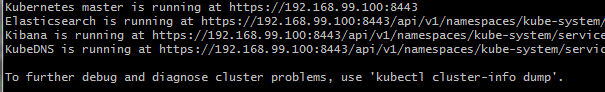 Kubernetes master is running at https://192.168.99.100:8443
Elasticsearch is running at https://192.168.99.100:8443/api/v1/namespaces/kube-system/
Kibana is running at https://192.168.99.100:8443/api/v1/namespaces/kube-system/service
KubeDNS is running at https://192.168.99.100:8443/api/v1/namespaces/kube-system/servic
To further debug and diagnose cluster problems, use 'kubectl cluster-info dump'.